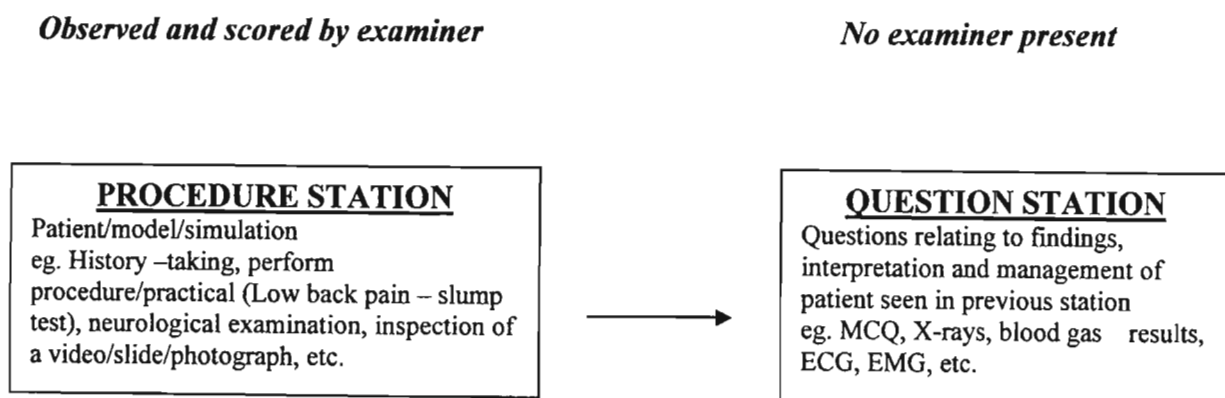 Observed and scored by examiner
No examiner present
PROCEDURE STATION
Patient/model/simulation
eg. History –taking, perform
procedure/practical (Low back pain – slump
test), neurological examination, inspection of
a video/slide/photograph, etc.
QUESTION STATION
Questions relating to findings,
interpretation and management of
patient seen in previous station
eg. MCQ, X-rays, blood gas results,
ECG, EMG, etc.